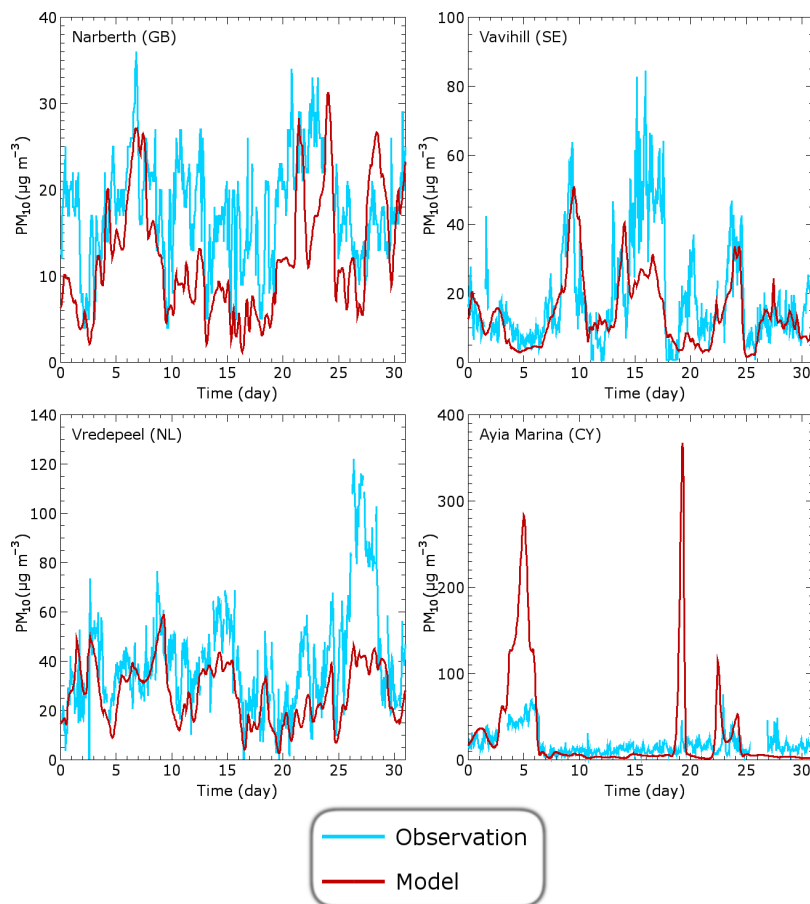 Narberth (GB)
PM10(µg m−3)
40
30
20
10
0
0 5 10 15 20 25 30
Time (day)
Vavihill (SE)
PM10(µg m−3)
100
80
60
40
20
0
0 5 10 15 20 25 30
Time (day)
Vredepeel (NL)
PM10(µg m−3)
140
120
100
80
60
40
20
0
0 5 10 15 20 25 30
Time (day)
Ayia Marina (CY)
PM10(µg m−3)
400
300
200
100
0
0 5 10 15 20 25 30
Time (day)
Observation
Model